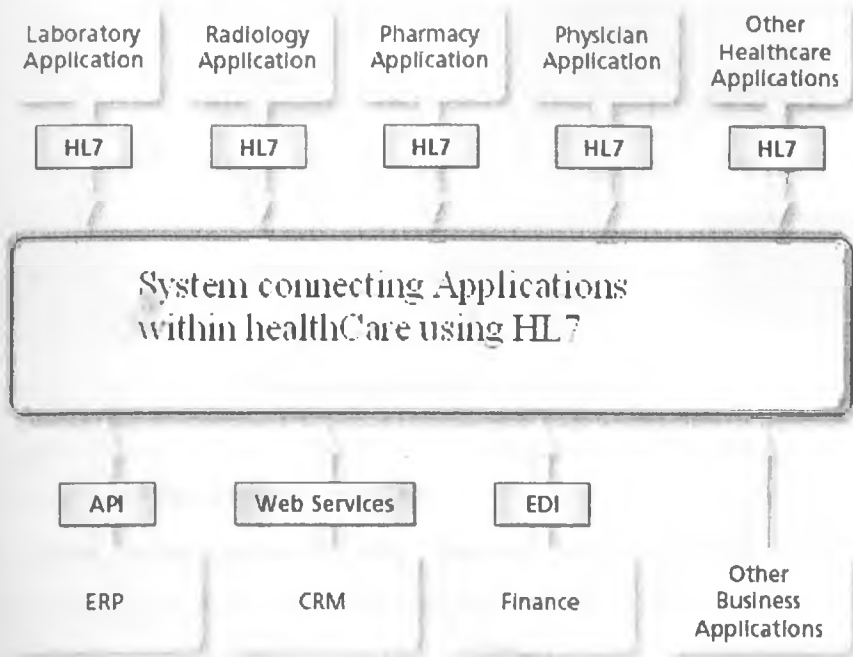 Laboratory
Application
Radiology
Application
Pharmacy
Application
Physician
Application
Other
Healthcare
Applications
HL7
HL7
HL7
HL7
HL7
System connecting Applications
within healthCare using HL7
API
Web Services
EDI
ERP
CRM
Finance
Other
Business
Applications